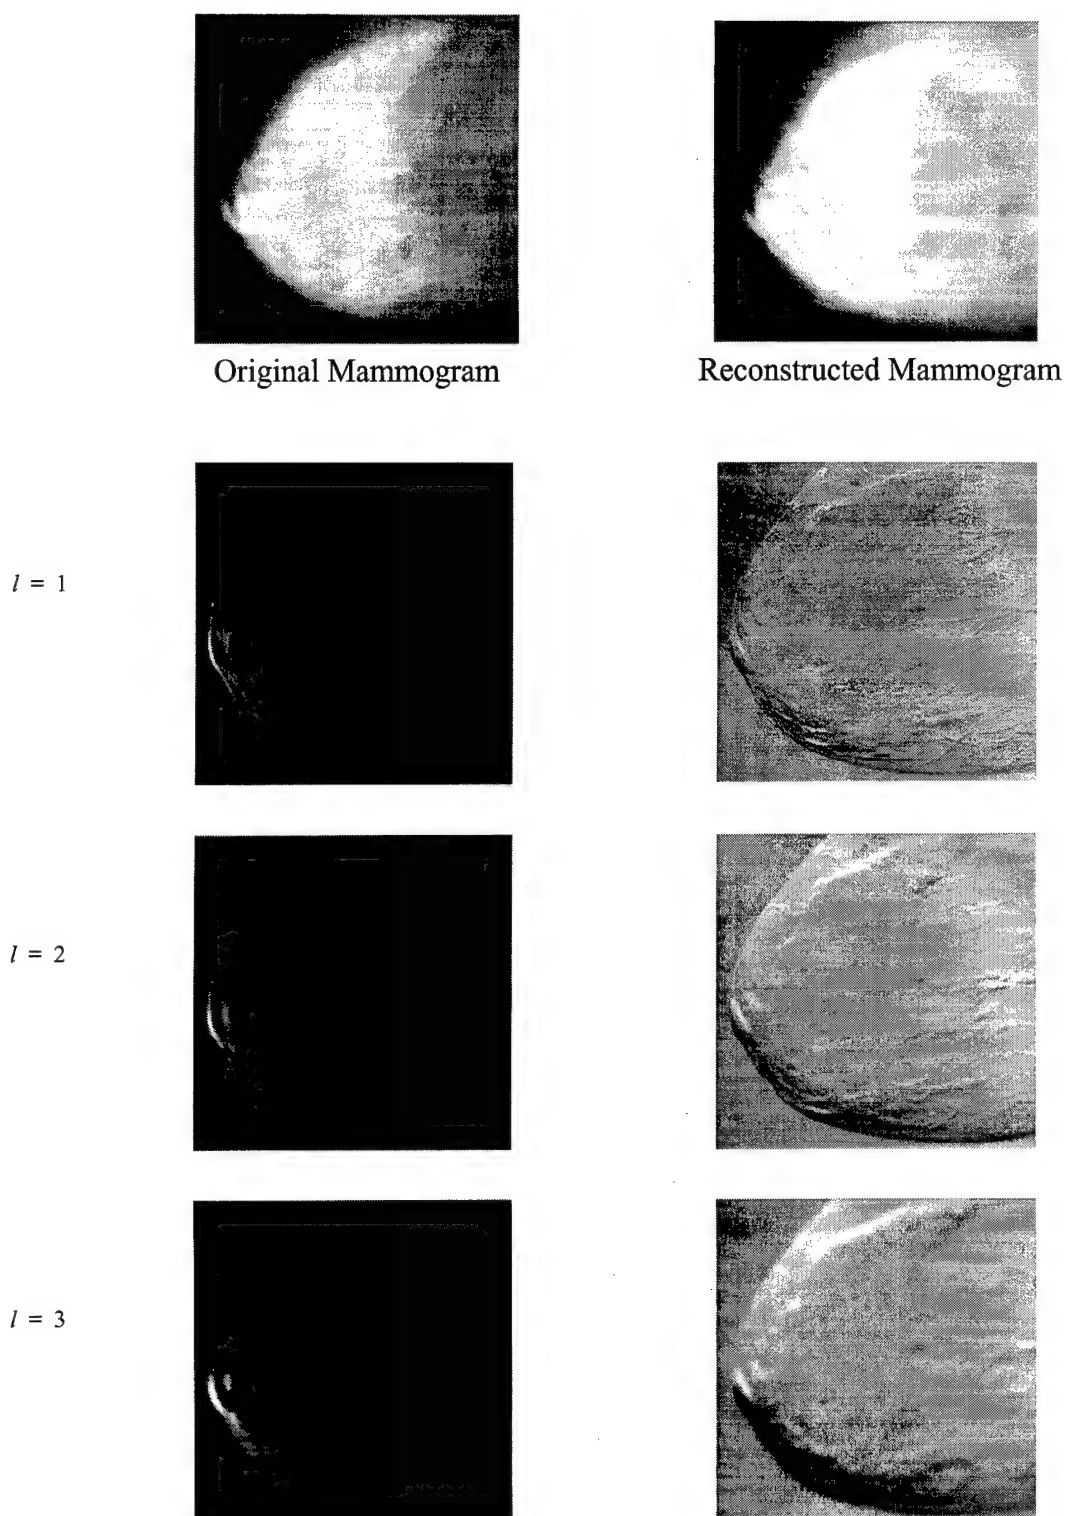 Original Mammogram
Reconstructed Mammogram
l = 1
l = 2
l = 3